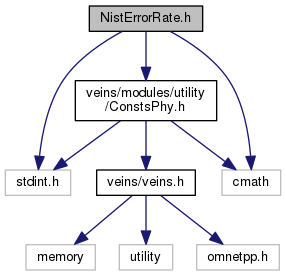 NistErrorRate.h
veins/modules/utility
/ConstsPhy.h
stdint.h
veins/veins.h
cmath
memory
utility
omnetpp.h